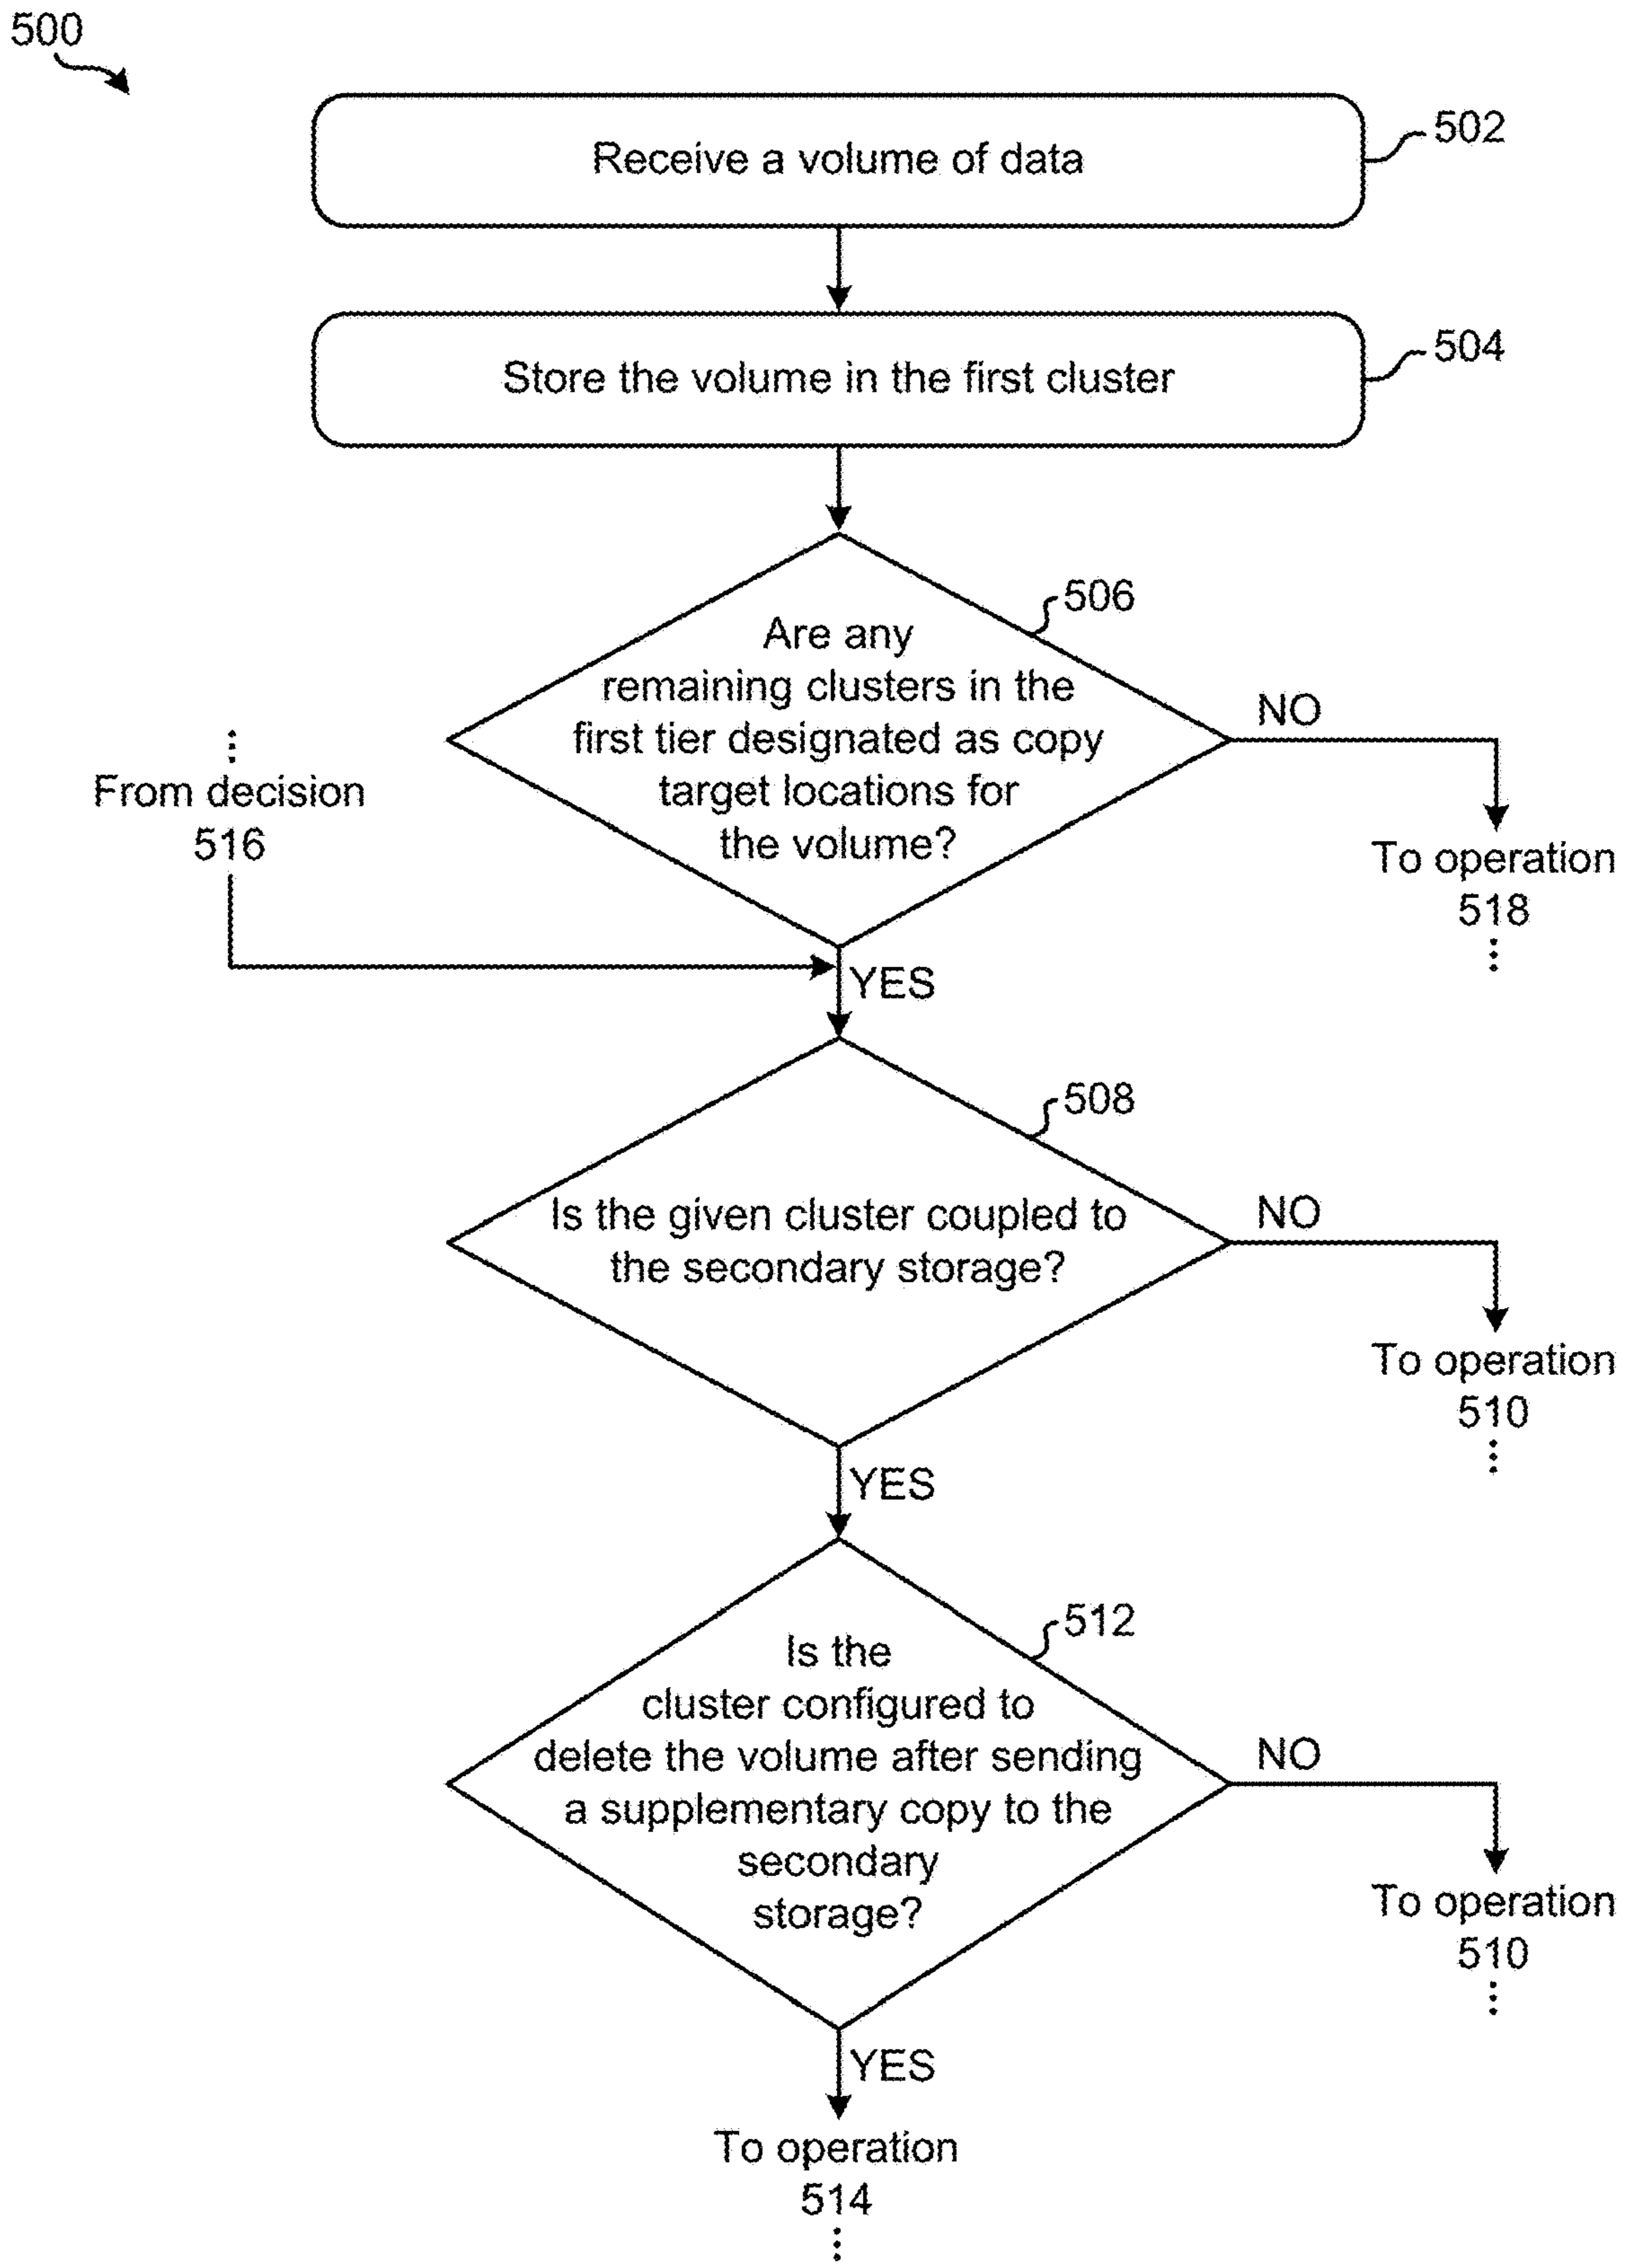 500
Receive a volume of data
502
Store the volume in the first cluster
504
506
Are any
remaining clusters in the
first tier designated as copy
target locations for
the volume?
NO
To operation
518
From decision
516
YES
508
Is the given cluster coupled to
the secondary storage?
NO
To operation
510
YES
512
Is the
cluster configured to
delete the volume after sending
a supplementary copy to the
secondary
storage?
NO
To operation
510
YES
To operation
514